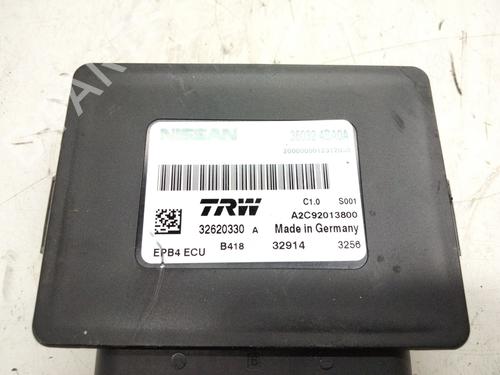 NISSAN 36032 4BA0A
TRW C1.0 S001
A2C92013800
32620330 A Made in Germany
EPB4 ECU B418 32914 3256
B